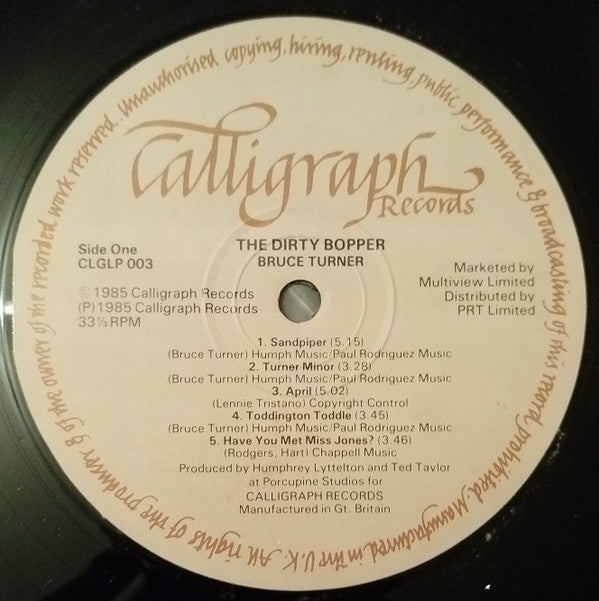 All rights of the producer & of the owner of the recorded work reserved. Unauthorised copying, hiring, renting, public performance & broadcasting of this record prohibited. Manufactured in the U.K.
Calligraph
Records
THE DIRTY BOPPER
BRUCE TURNER
Side One
CLGLP 003
© 1985 Calligraph Records
(P) 1985 Calligraph Records
33⅓ RPM
Marketed by
Multiview Limited
Distributed by
PRT Limited
1. Sandpiper (5.15)
(Bruce Turner) Humph Music/Paul Rodriguez Music
2. Turner Minor (3.28)
(Bruce Turner) Humph Music/Paul Rodriguez Music
3. April (5.02)
(Lennie Tristano) Copyright Control
4. Toddington Toddle (3.45)
(Bruce Turner) Humph Music/Paul Rodriguez Music
5. Have You Met Miss Jones? (3.46)
(Rodgers, Hart) Chappell Music
Produced by Humphrey Lyttelton and Ted Taylor
at Porcupine Studios for
CALLIGRAPH RECORDS
Manufactured in Gt. Britain